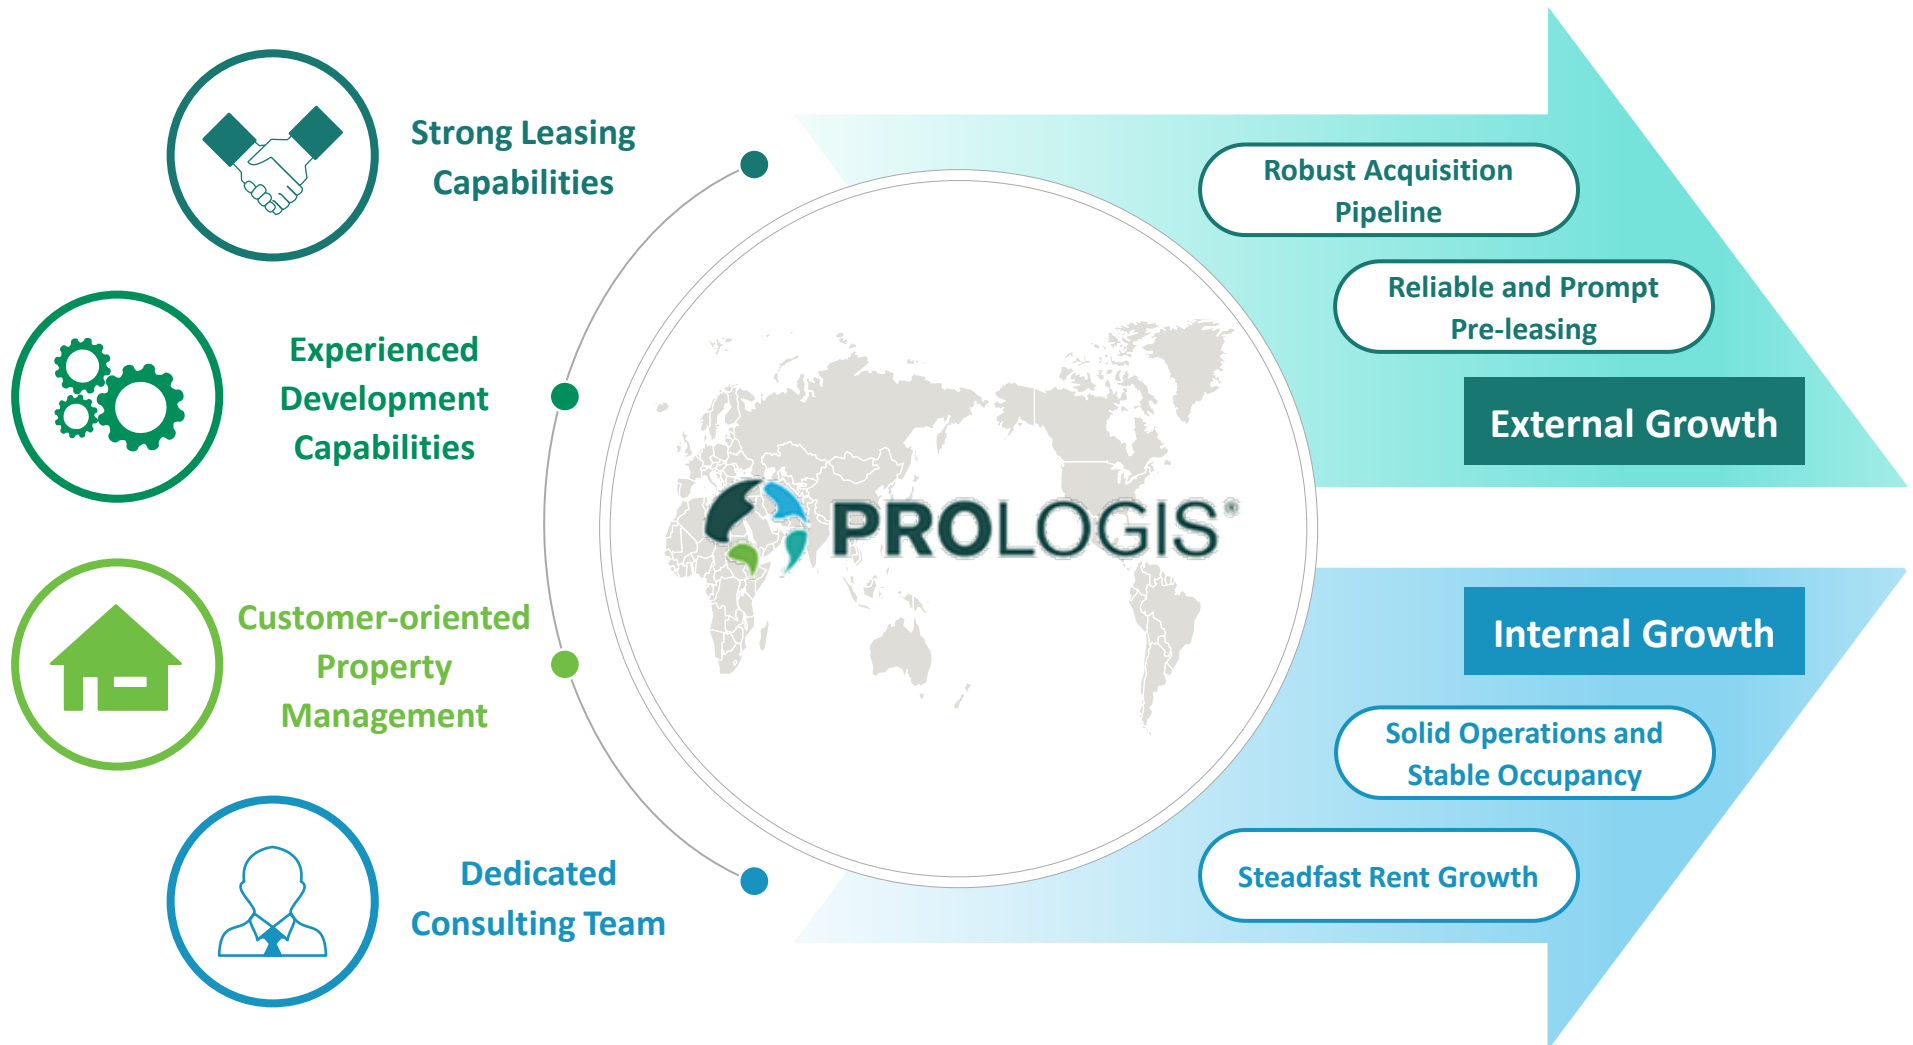 Strong Leasing
Capabilities
Experienced
Development
Capabilities
Customer-oriented
Property
Management
Dedicated
Consulting Team
PROLOGIS®
Robust Acquisition
Pipeline
Reliable and Prompt
Pre-leasing
External Growth
Internal Growth
Solid Operations and
Stable Occupancy
Steadfast Rent Growth